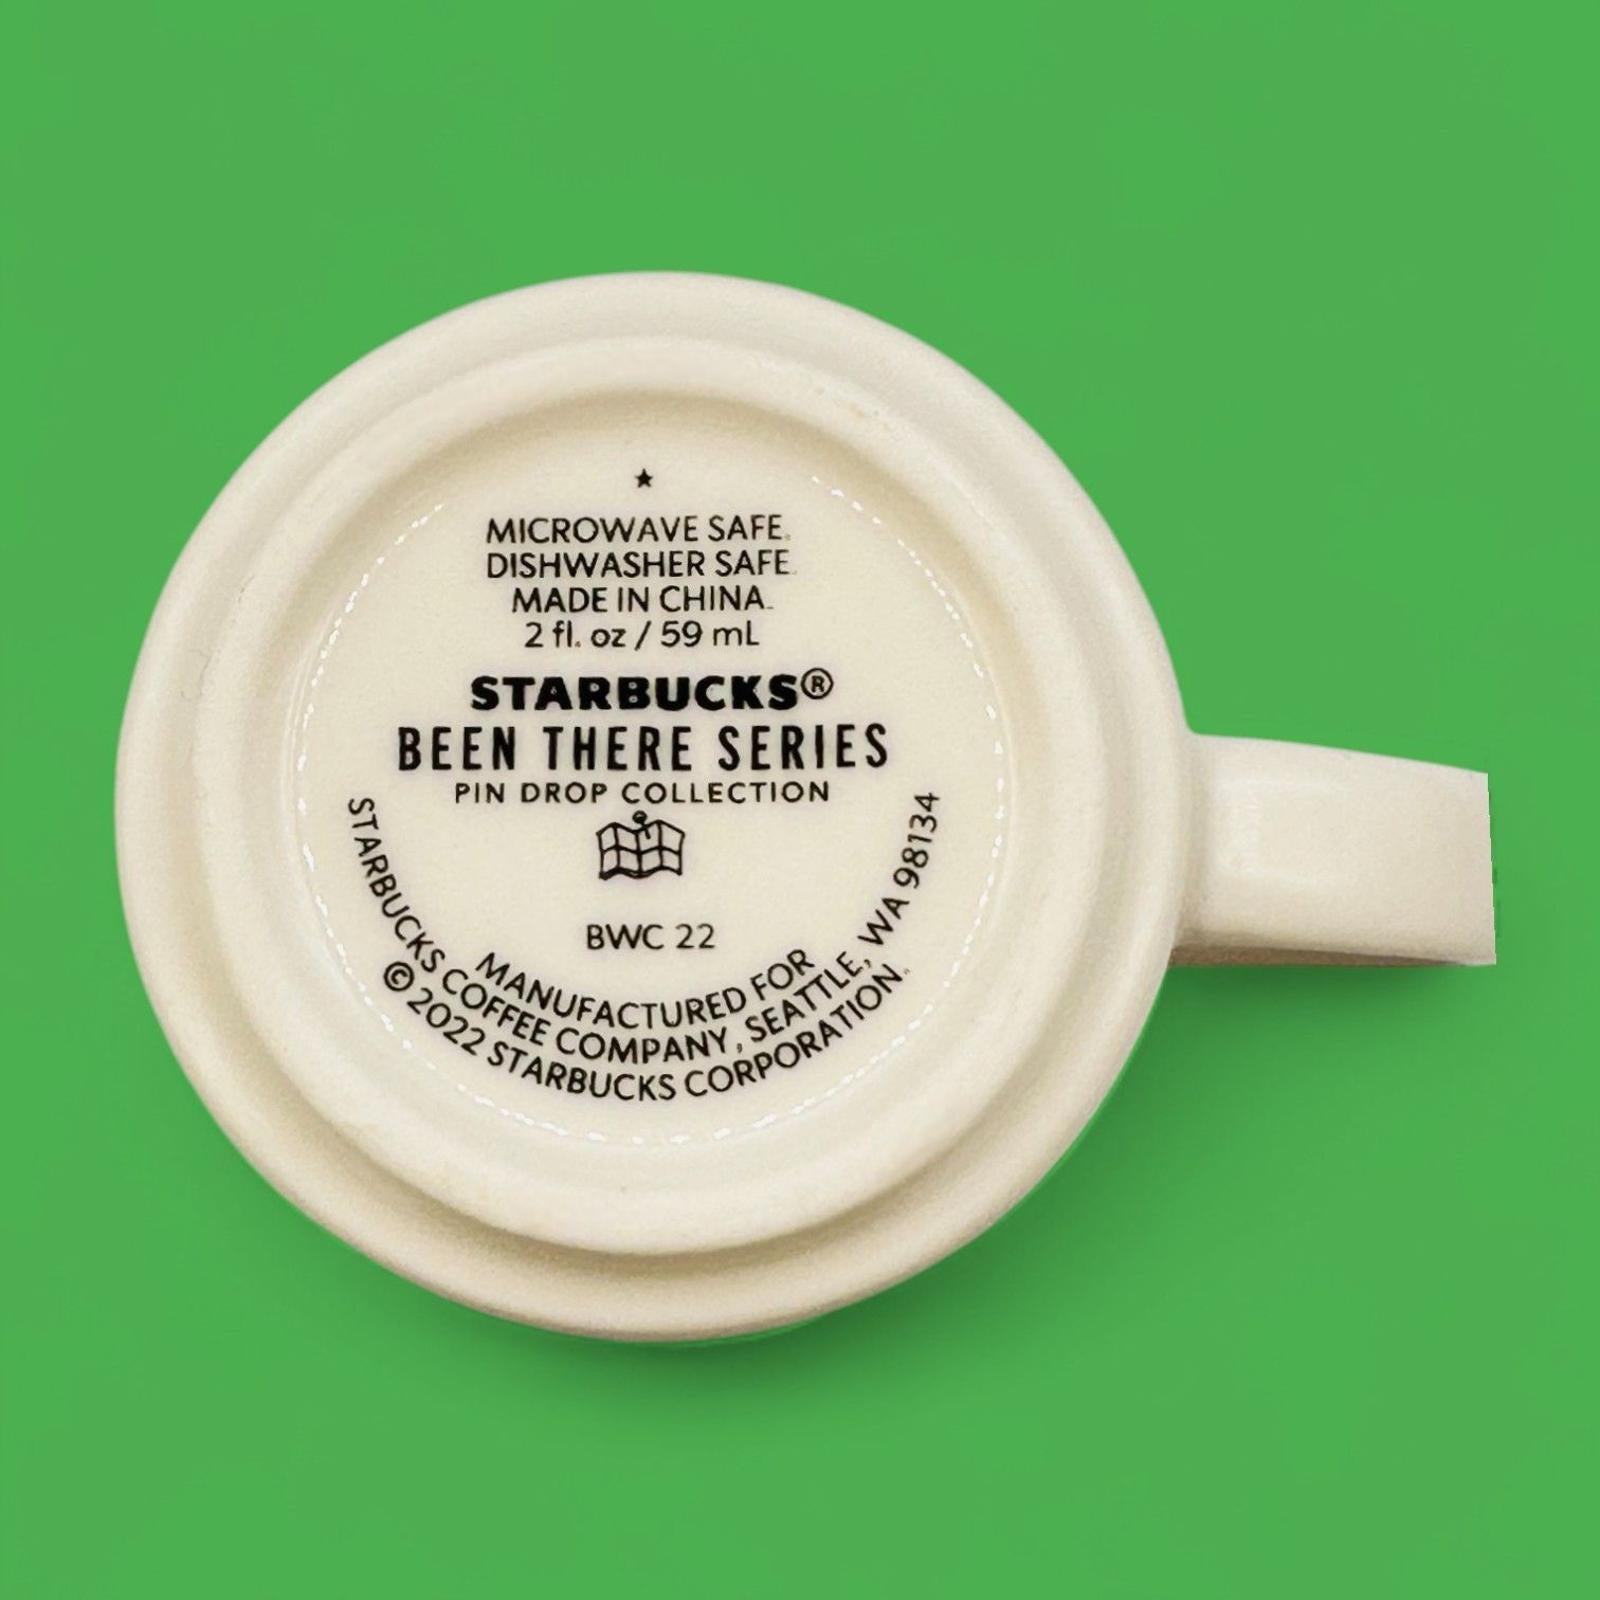 MICROWAVE SAFE.
DISHWASHER SAFE.
MADE IN CHINA.
2 fl. oz / 59 mL
STARBUCKS®
BEEN THERE SERIES
PIN DROP COLLECTION
BWC 22
MANUFACTURED FOR
STARBUCKS COFFEE COMPANY, SEATTLE, WA 98134
© 2022 STARBUCKS CORPORATION.